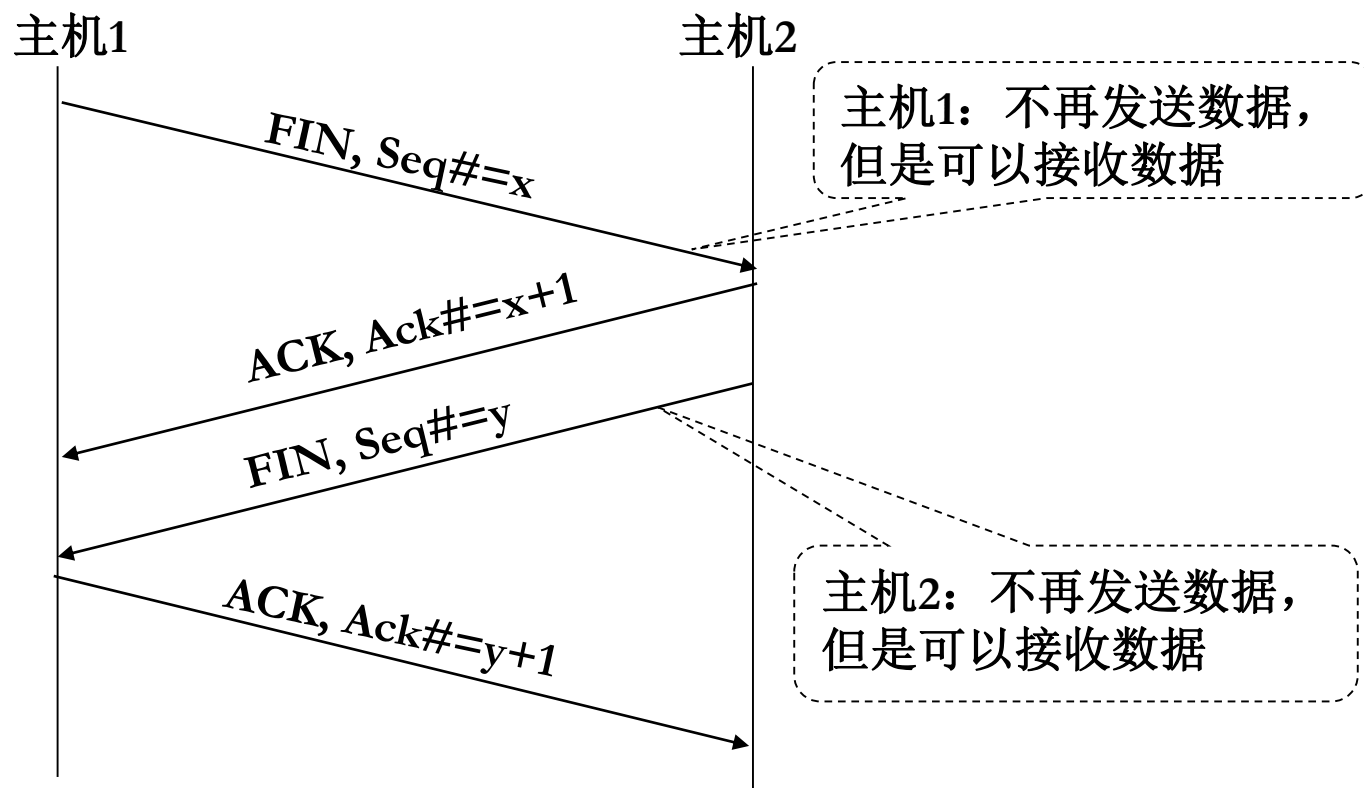 主机1
主机2
主机1：不再发送数据，
但是可以接收数据
FIN, Seq#=x
ACK, Ack#=x+1
FIN, Seq#=y
主机2：不再发送数据，
但是可以接收数据
ACK, Ack#=y+1